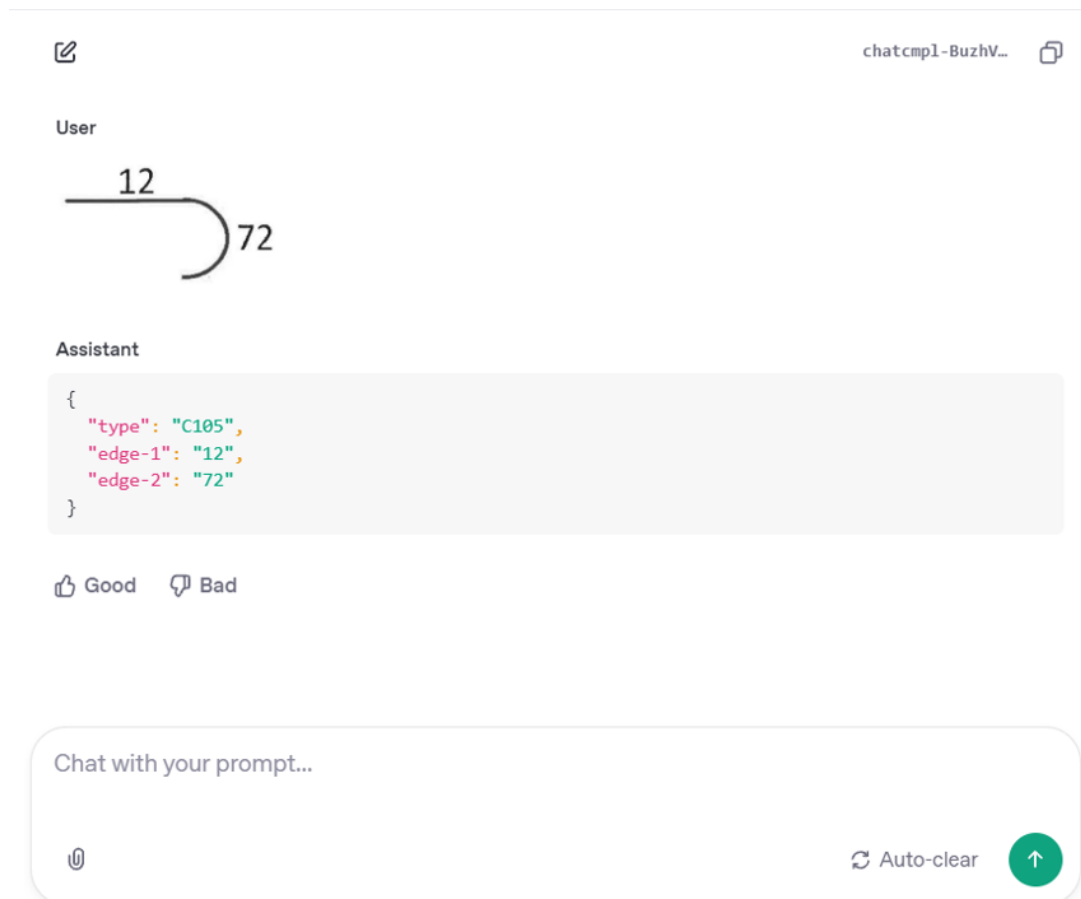 chatcmpl-BuzhV…
User
12
72
Assistant
{
"type": "C105",
"edge-1": "12",
"edge-2": "72"
}
Good Bad
Chat with your prompt...
Auto-clear